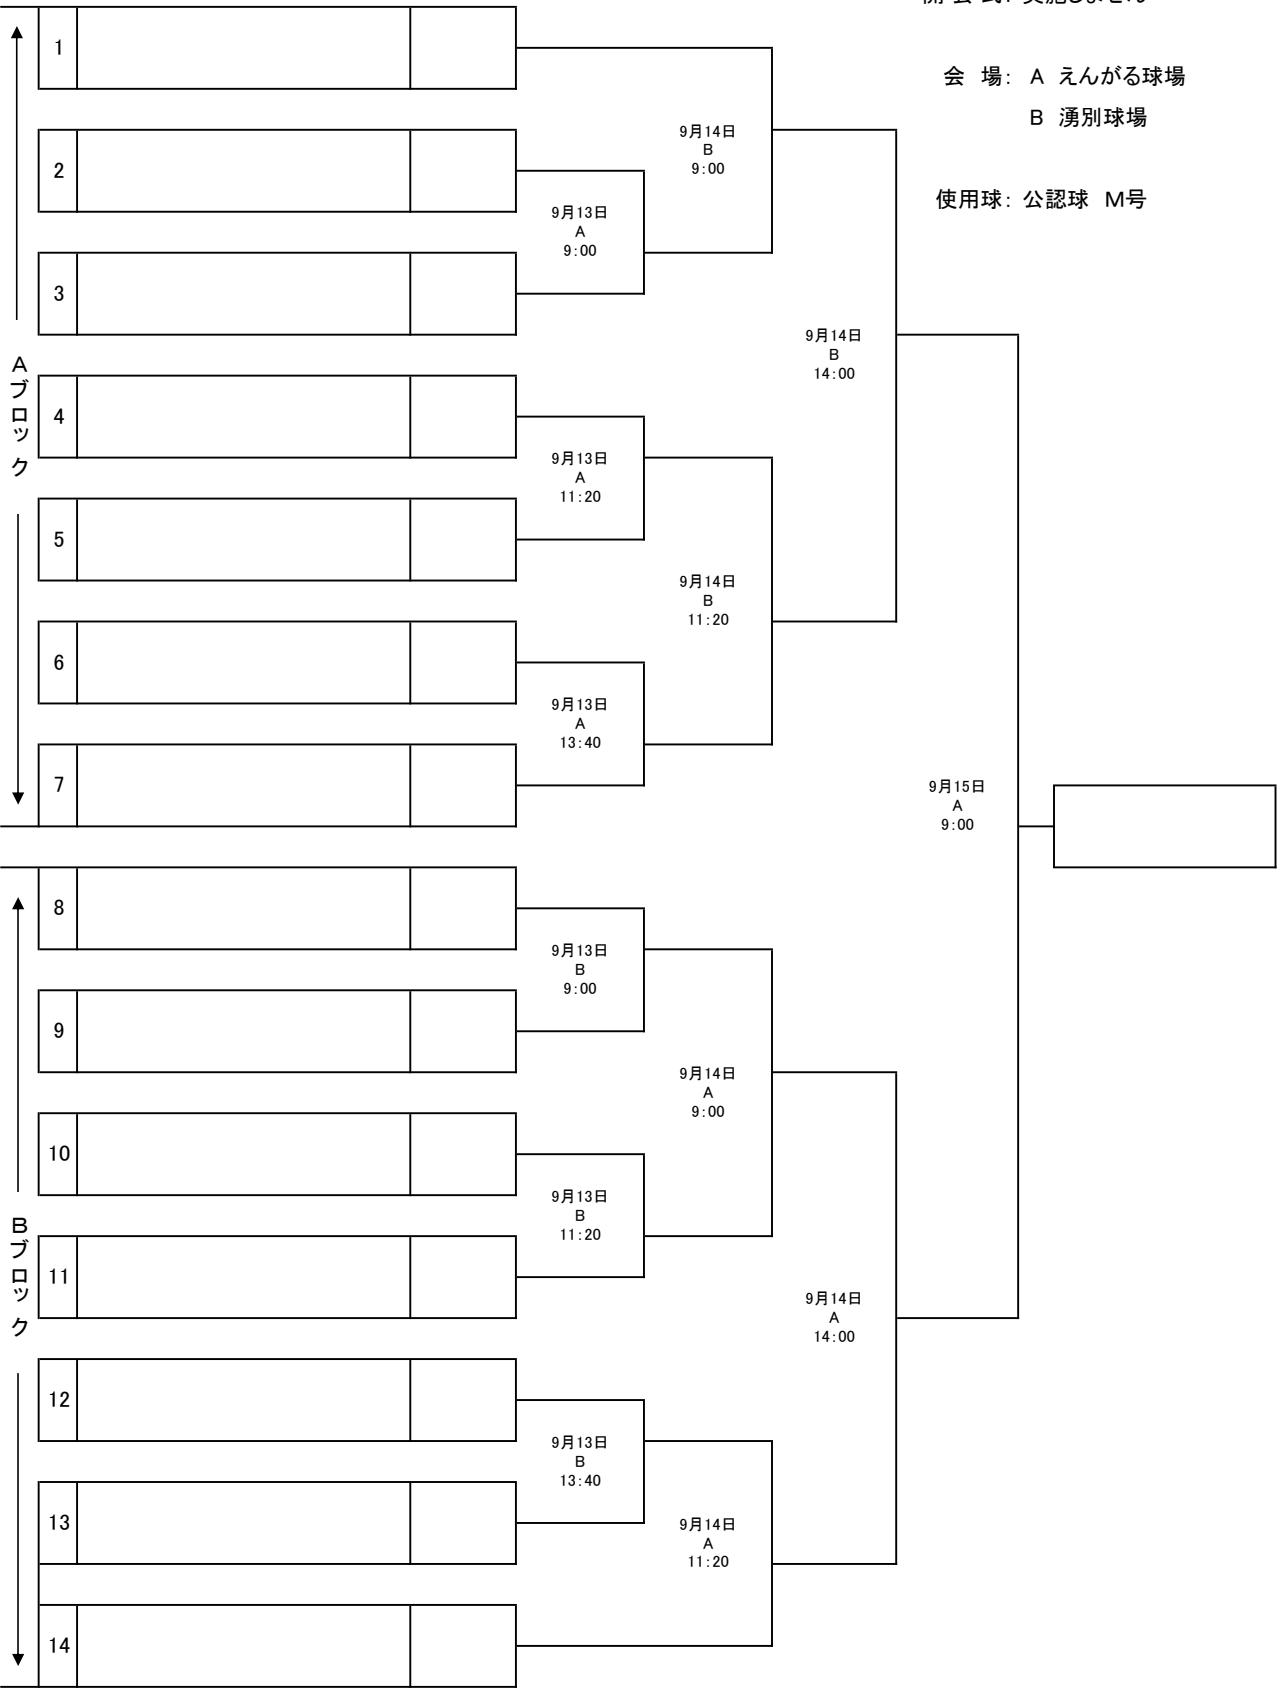 会　場： Ａ　えんがる球場
Ｂ　湧別球場
使用球： 公認球　Ｍ号
Ａブロック
1
2
3
4
5
6
7
9月13日
A
9:00
9月13日
A
11:20
9月13日
A
13:40
9月14日
B
9:00
9月14日
B
11:20
9月14日
B
14:00
9月15日
A
9:00
Ｂブロック
8
9
10
11
12
13
14
9月13日
B
9:00
9月13日
B
11:20
9月13日
B
13:40
9月14日
A
9:00
9月14日
A
11:20
9月14日
A
14:00